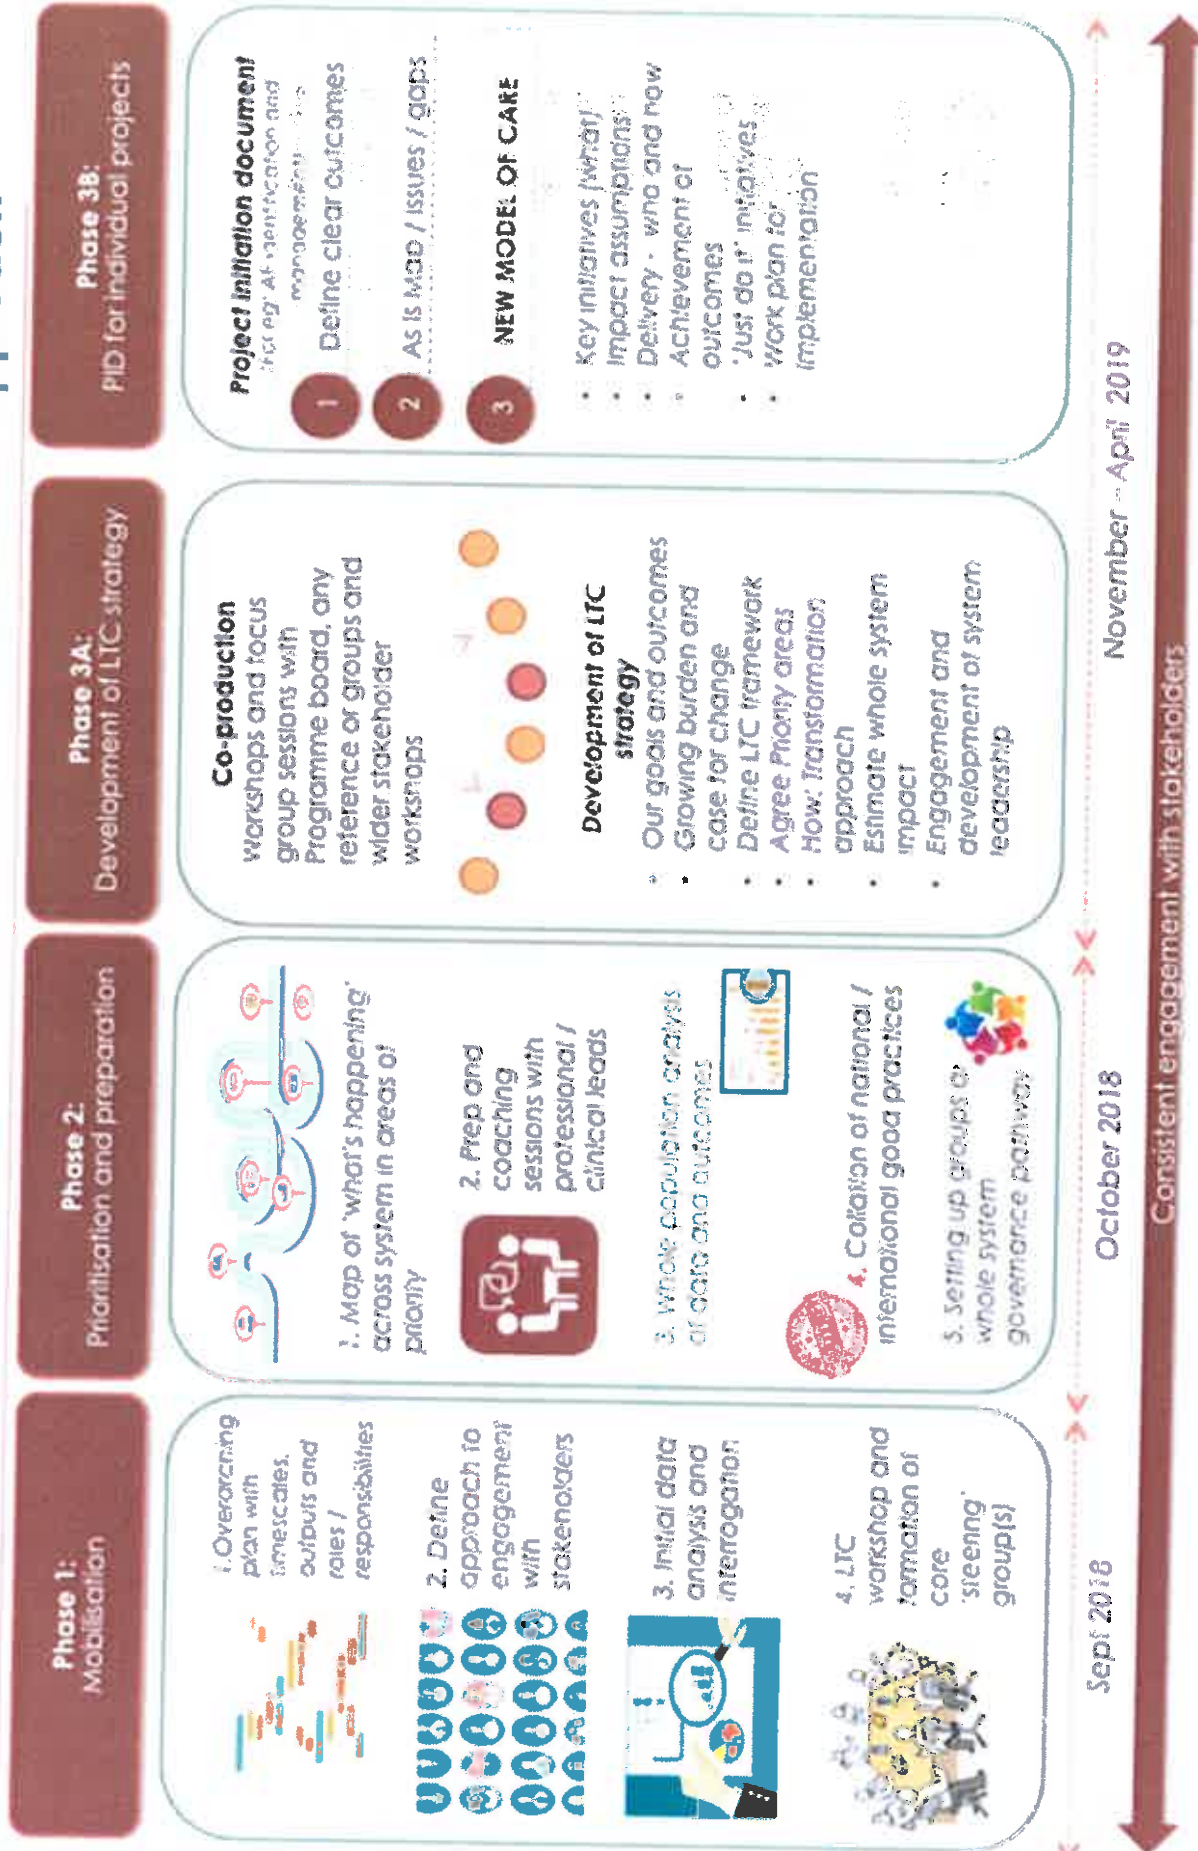 Phase 1:
Mobilisation
1. Overarching
plan with
timescales,
outputs and
roles /
responsibilities
2. Define
approach to
engagement
with
stakeholders
3. Initial data
analysis and
interrogation
4. LTC
workshop and
formation of
core
'steering'
group(s)
Phase 2:
Prioritisation and preparation
1. Map of 'what's happening'
across system in areas of
priority
2. Prep and
coaching
sessions with
professional /
clinical leads
3. Whole population analysis
of data and outcomes
4. Collation of national /
international good practices
5. Setting up groups
whole system
governance pathway
Phase 3A:
Development of LTC strategy
Co-production
Workshops and focus
group sessions with
Programme board, any
reference or groups and
wider stakeholder
workshops
Development of LTC
strategy
• Our goals and outcomes
• Growing burden and
case for change
• Define LTC framework
• Agree Priority areas
• How: Transformation
approach
• Estimate whole system
impact
• Engagement and
development of system
leadership
Phase 3B:
PID for individual projects
Project initiation document
identification and
management
1 Define clear outcomes
2 As Is Map / Issues / gaps
3 NEW MODEL OF CARE
• Key initiatives (what)
• Impact assumptions
• Delivery - who and how
• Achievement of
outcomes
• 'Just do it' initiatives
• Work plan for
implementation
Sept 2018
October 2018
November – April 2019
Consistent engagement with stakeholders